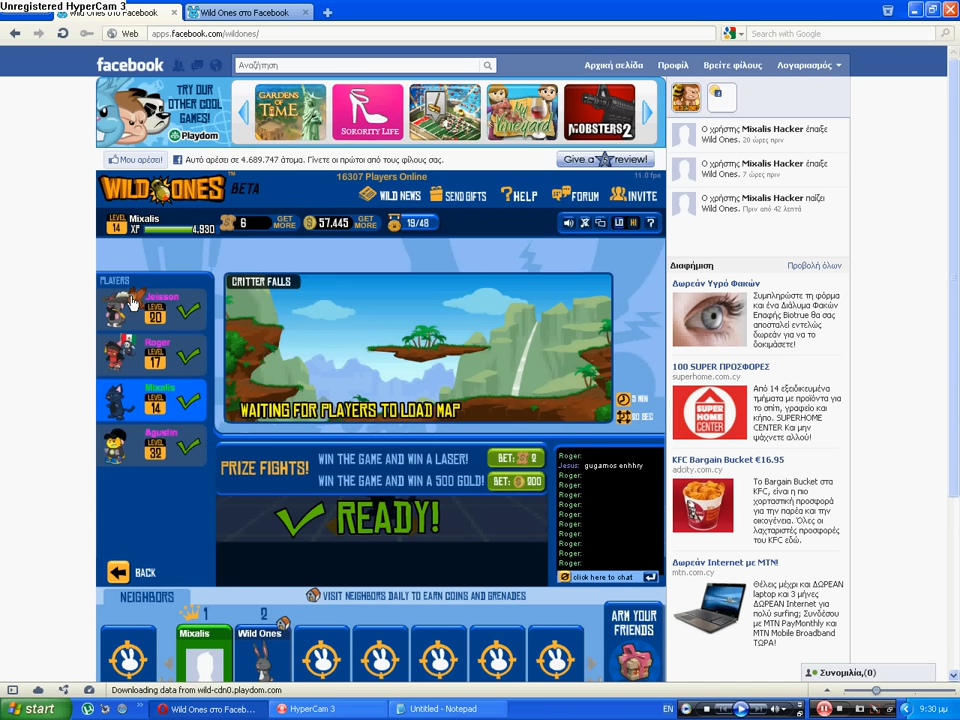 Unregistered HyperCam 3
Wild Ones στο Facebook
Wild Ones στο Facebook
Web
apps.facebook.com/wildones/
Search with Google
facebook
Αναζήτηση
Αρχική σελίδα
Προφίλ
Βρείτε φίλους
Λογαριασμός
TRY OUR
OTHER COOL
GAMES!
Playdom
GARDENS
OF
TIME
SORORITY LIFE
My
Vineyard
MOBSTERS 2
Μου αρέσει!
Αυτό αρέσει σε 4.689.747 άτομα. Γίνετε οι πρώτοι από τους φίλους σας.
Give a review!
Ο χρήστης Mixalis Hacker έπαιξε
Wild Ones. 20 ώρες πριν
Ο χρήστης Mixalis Hacker έπαιξε
Wild Ones. 7 ώρες πριν
Ο χρήστης Mixalis Hacker παίζει
Wild Ones. Πριν από 42 λεπτά
WILD ONES
BETA
16307 Players Online
11.0 fps
WILD NEWS
SEND GIFTS
HELP
FORUM
INVITE
LEVEL
14
Mixalis
XP
4.930
6
GET
MORE
57.445
GET
MORE
19/48
LO
HI
?
PLAYERS
Jeisson
LEVEL
20
Roger
LEVEL
17
Mixalis
LEVEL
14
Agustin
LEVEL
32
CRITTER FALLS
WAITING FOR PLAYERS TO LOAD MAP
5 MIN
20 SEC
PRIZE FIGHTS!
WIN THE GAME AND WIN A LASER!
BET: 2
WIN THE GAME AND WIN A 500 GOLD!
BET: 200
READY!
Roger:
Jesus: gugamos enhhry
Roger:
Roger:
Roger:
Roger:
Roger:
Roger:
Roger:
Roger:
Roger:
Roger:
click here to chat
BACK
NEIGHBORS
VISIT NEIGHBORS DAILY TO EARN COINS AND GRENADES
1
2
Mixalis
Wild Ones
ARM YOUR
FRIENDS
Διαφήμιση
Προβολή όλων
Δωρεάν Υγρό Φακών
Συμπληρώστε τη φόρμα
και ένα Διάλυμα Φακών
Επαφής Biotrue θα σας
αποσταλεί εντελώς
δωρεάν για να το
δοκιμάσετε!
100 SUPER ΠΡΟΣΦΟΡΕΣ
superhome.com.cy
SUPER
HOME
CENTER
Από 14 εξειδικευμένα
τμήματα με προϊόντα για
το σπίτι, γραφείο και
κήπο. SUPERHOME
CENTER Και μην
ψάχνετε αλλού!
KFC Bargain Bucket €16.95
adcity.com.cy
Το Bargain Bucket στα
KFC, είναι η πιο
χορταστική προσφορά
για την παρέα και την
οικογένεια. Όλες οι
λαχταριστές προσφορές
του KFC εδώ.
Δωρεάν Internet με MTN!
mtn.com.cy
Θέλεις μέχρι και ΔΩΡΕΑΝ
laptop και 3 μήνες
ΔΩΡΕΑΝ Internet για
πολύ surfing; Συνδέσου
με MTN PayMonthly και
MTN Mobile Broadband
ΤΩΡΑ!
Συνομιλία,(0)
Downloading data from wild-cdn0.playdom.com
start
Wild Ones στο Faceb...
HyperCam 3
Untitled - Notepad
EN
9:30 μμ